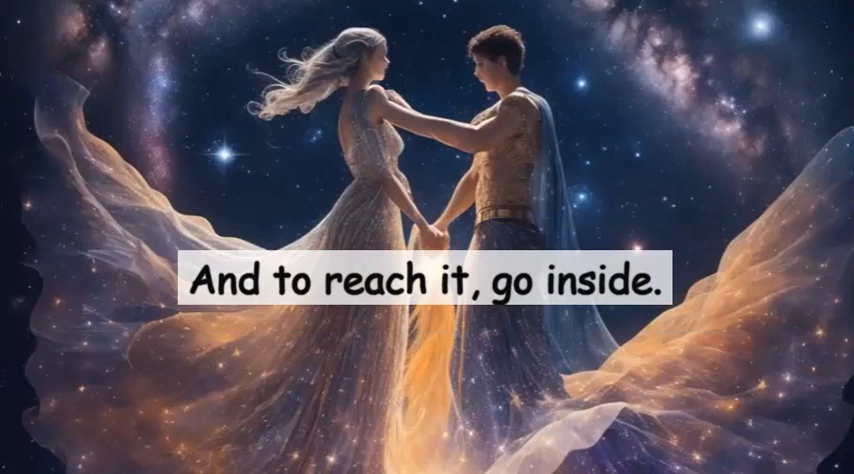 And to reach it, go inside.